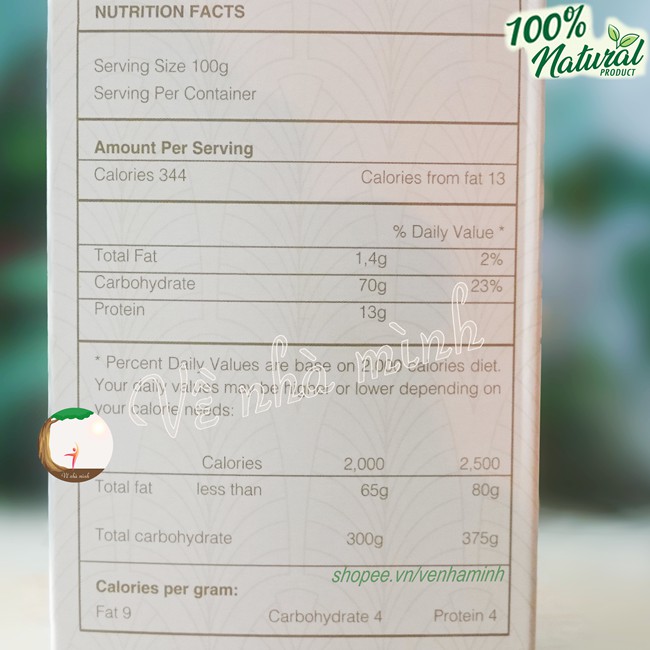 NUTRITION FACTS
100%
Natural
PRODUCT
Serving Size 100g
Serving Per Container
Amount Per Serving
Calories 344 Calories from fat 13
% Daily Value *
Total Fat 1,4g 2%
Carbohydrate 70g 23%
Protein 13g
Về nhà mình
* Percent Daily Values are base on 2,000 calories diet.
Your daily values may be higher or lower depending on
your calorie needs:
Về nhà mình
Calories 2,000 2,500
Total fat less than 65g 80g
Total carbohydrate 300g 375g
shopee.vn/venhaminh
Calories per gram:
Fat 9 Carbohydrate 4 Protein 4